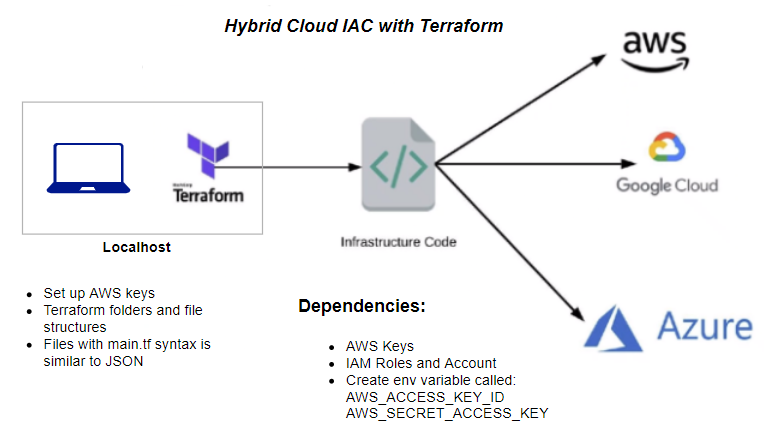 Hybrid Cloud IAC with Terraform
aws
Terraform
Google Cloud
Localhost
Infrastructure Code
Set up AWS keys
Terraform folders and file
structures
Files with main.tf syntax is
similar to JSON
Dependencies:
AWS Keys
IAM Roles and Account
Create env variable called:
AWS_ACCESS_KEY_ID
AWS_SECRET_ACCESS_KEY
Azure